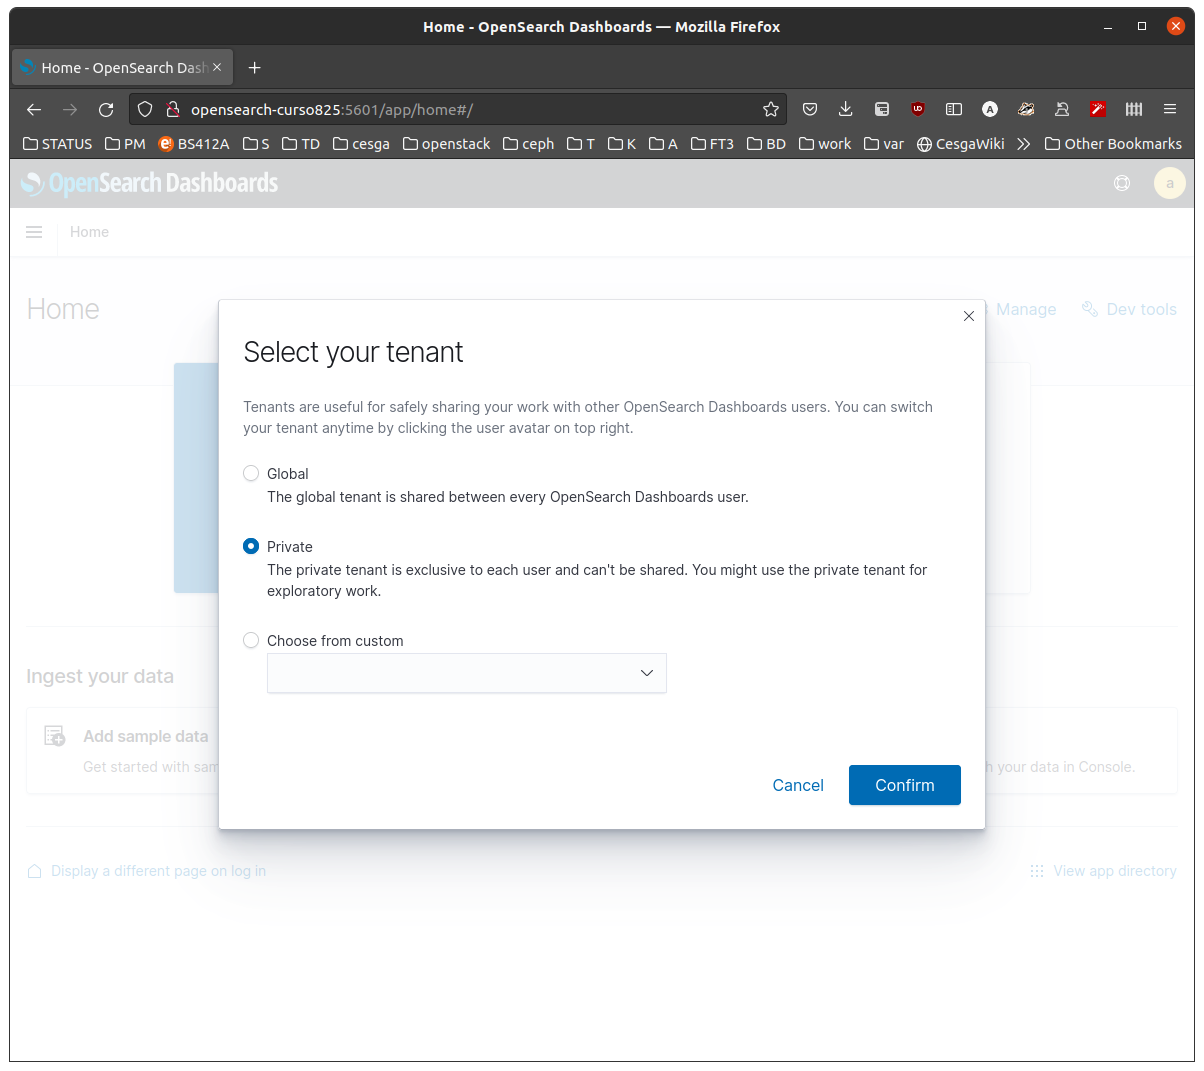 Home - OpenSearch Dashboards — Mozilla Firefox
Home - OpenSearch Dash
opensearch-curso825:5601/app/home#/
STATUS PM BS412A S TD cesga openstack ceph T K A FT3 BD work var CesgaWiki Other Bookmarks
OpenSearch Dashboards
a
Home
Home
Manage Dev tools
Select your tenant
Tenants are useful for safely sharing your work with other OpenSearch Dashboards users. You can switch
your tenant anytime by clicking the user avatar on top right.
Global
The global tenant is shared between every OpenSearch Dashboards user.
Private
The private tenant is exclusive to each user and can't be shared. You might use the private tenant for
exploratory work.
Choose from custom
Ingest your data
Add sample data
Get started with
your data in Console.
Cancel Confirm
Display a different page on log in
View app directory